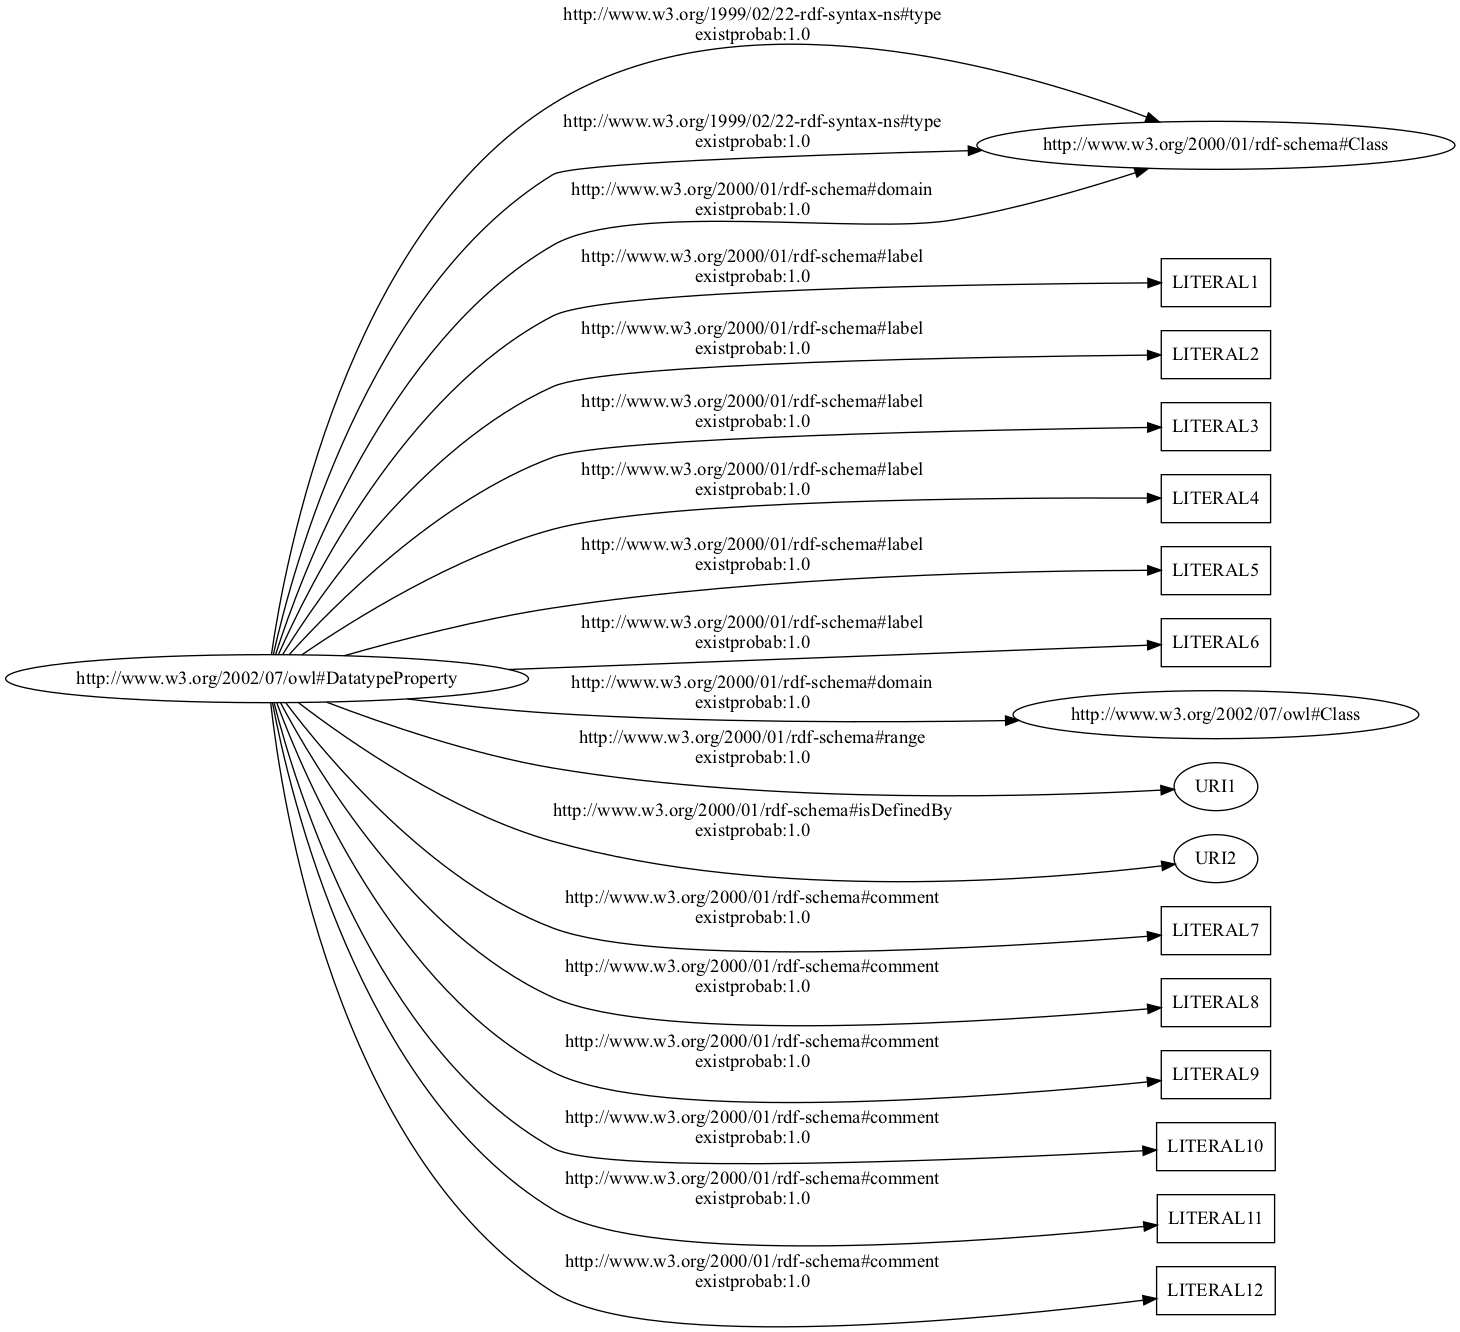 http://www.w3.org/1999/02/22-rdf-syntax-ns#type
existprobab:1.0
http://www.w3.org/1999/02/22-rdf-syntax-ns#type
existprobab:1.0
http://www.w3.org/2000/01/rdf-schema#Class
http://www.w3.org/2000/01/rdf-schema#domain
existprobab:1.0
http://www.w3.org/2000/01/rdf-schema#label
existprobab:1.0
LITERAL1
http://www.w3.org/2000/01/rdf-schema#label
existprobab:1.0
LITERAL2
http://www.w3.org/2000/01/rdf-schema#label
existprobab:1.0
LITERAL3
http://www.w3.org/2000/01/rdf-schema#label
existprobab:1.0
LITERAL4
http://www.w3.org/2000/01/rdf-schema#label
existprobab:1.0
LITERAL5
http://www.w3.org/2000/01/rdf-schema#label
existprobab:1.0
LITERAL6
http://www.w3.org/2002/07/owl#DatatypeProperty
http://www.w3.org/2000/01/rdf-schema#domain
existprobab:1.0
http://www.w3.org/2002/07/owl#Class
http://www.w3.org/2000/01/rdf-schema#range
existprobab:1.0
URI1
http://www.w3.org/2000/01/rdf-schema#isDefinedBy
existprobab:1.0
URI2
http://www.w3.org/2000/01/rdf-schema#comment
existprobab:1.0
LITERAL7
http://www.w3.org/2000/01/rdf-schema#comment
existprobab:1.0
LITERAL8
http://www.w3.org/2000/01/rdf-schema#comment
existprobab:1.0
LITERAL9
http://www.w3.org/2000/01/rdf-schema#comment
existprobab:1.0
LITERAL10
http://www.w3.org/2000/01/rdf-schema#comment
existprobab:1.0
LITERAL11
http://www.w3.org/2000/01/rdf-schema#comment
existprobab:1.0
LITERAL12